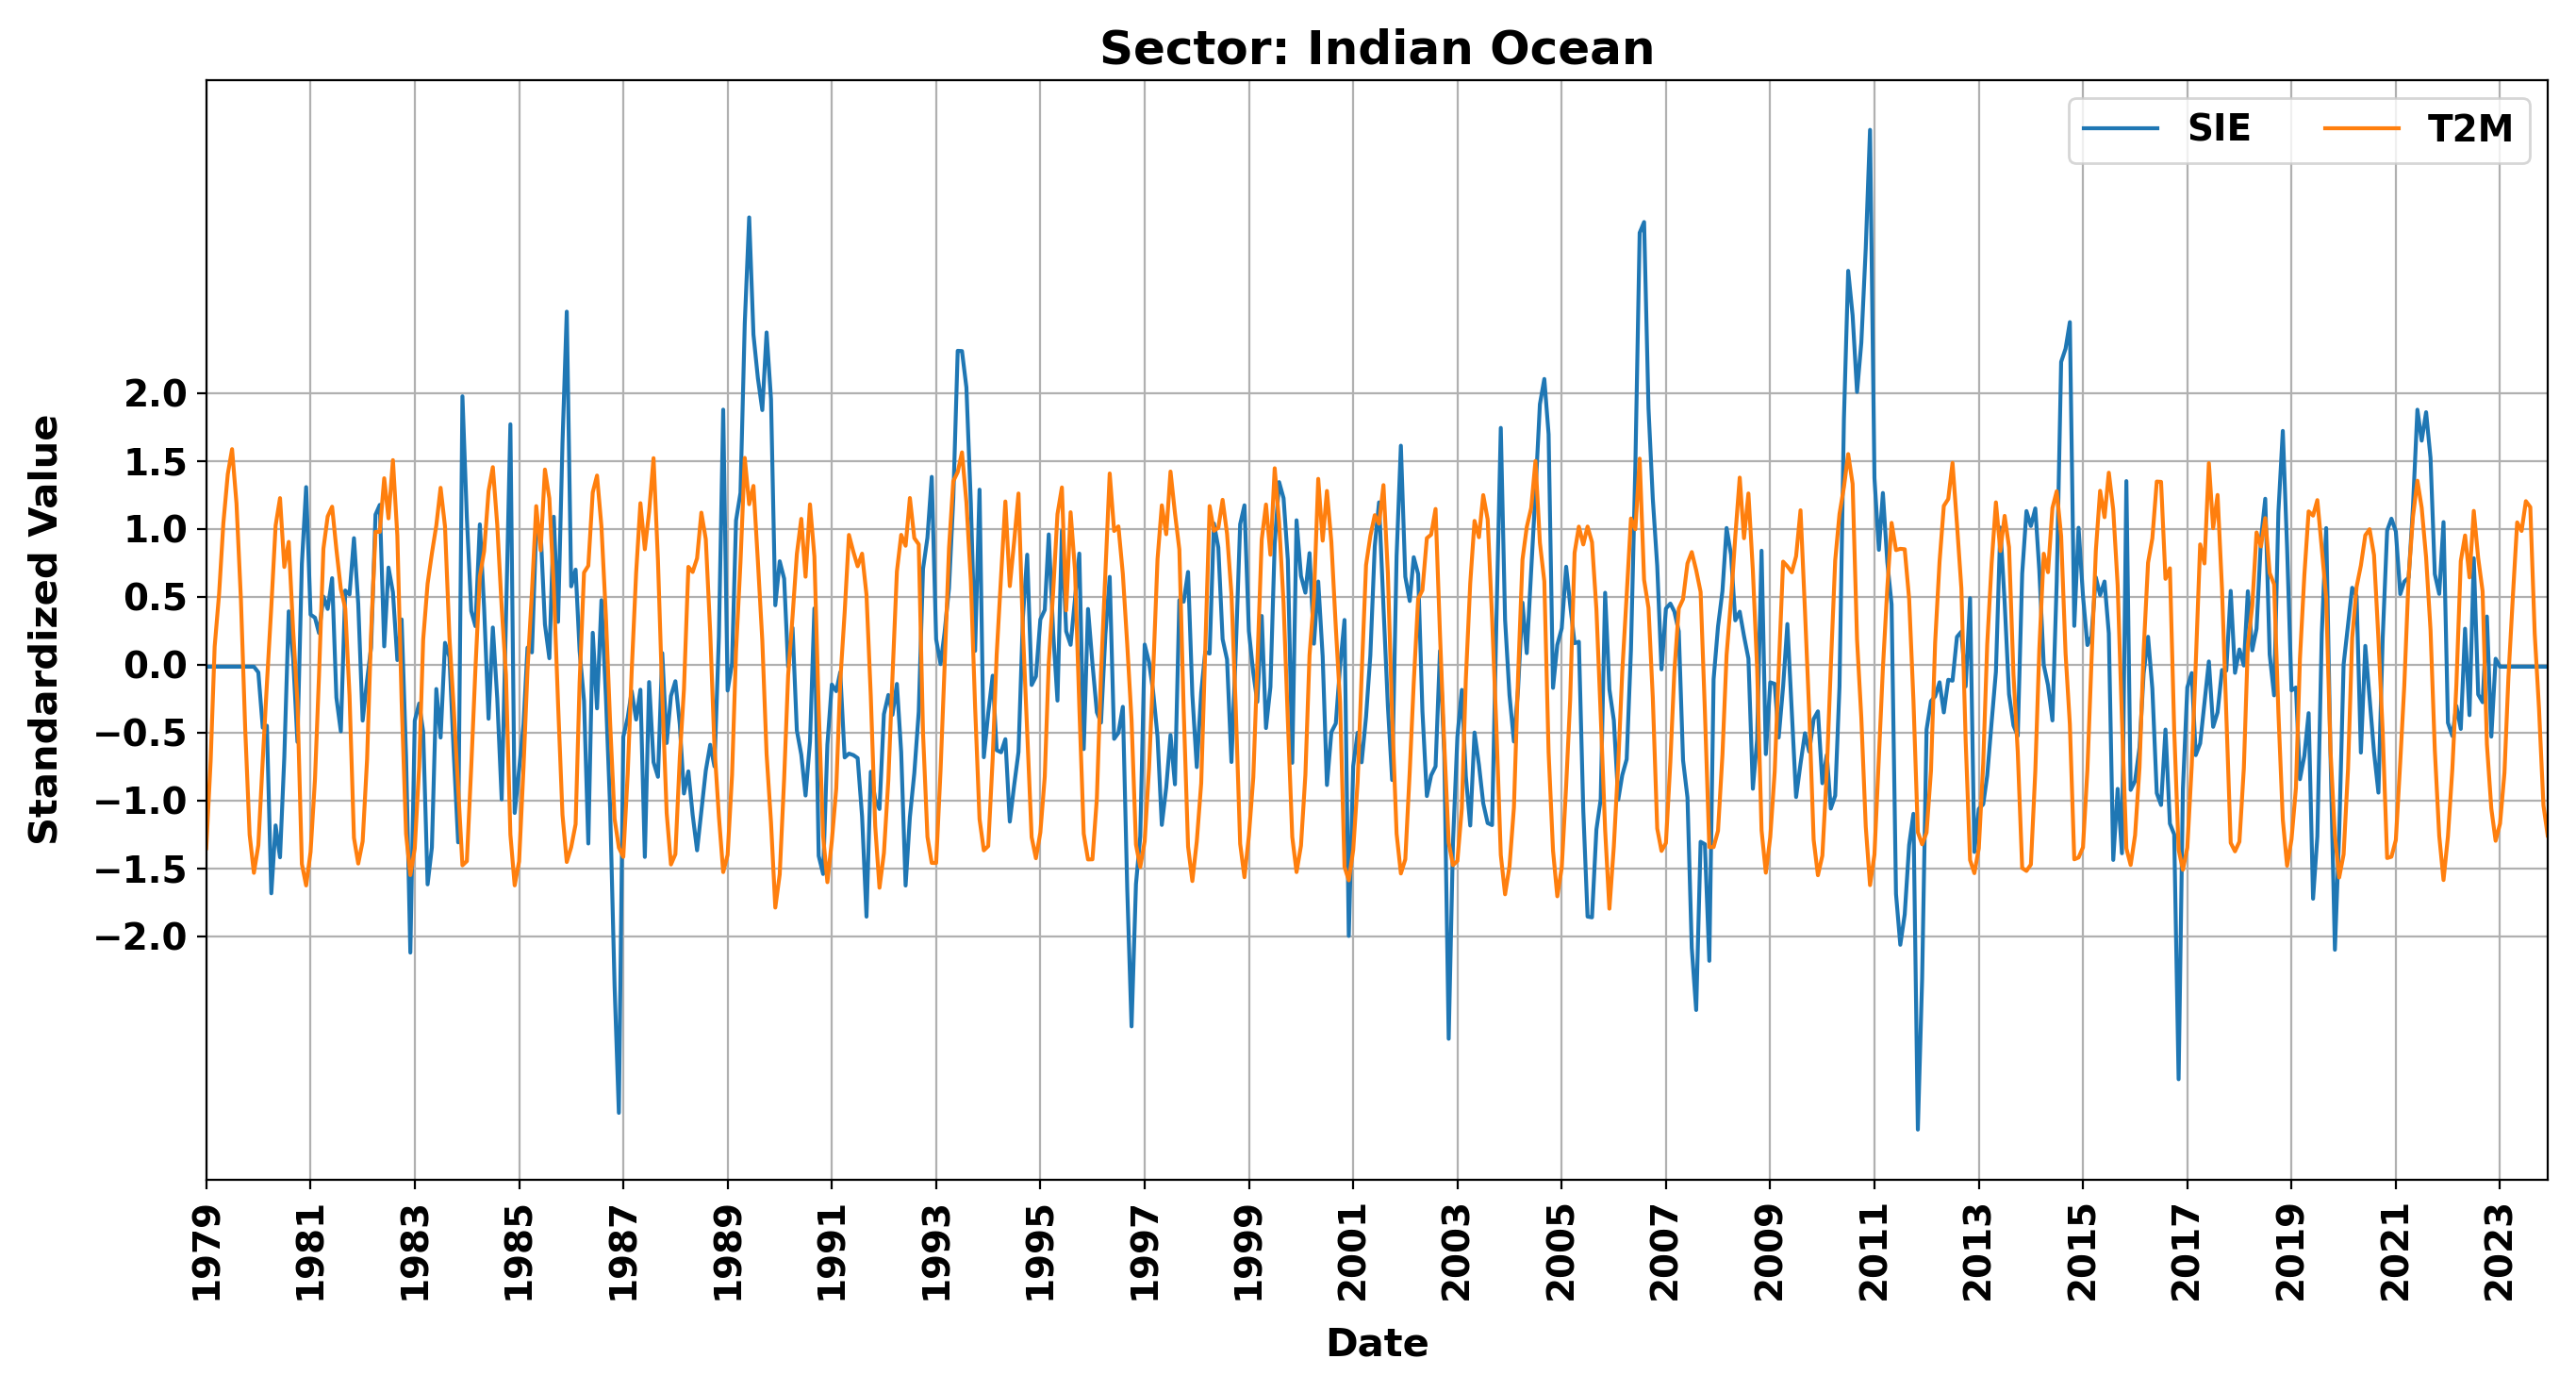 Sector: Indian Ocean
SIE T2M
Standardized Value
2.0
1.5
1.0
0.5
0.0
−0.5
−1.0
−1.5
−2.0
1979 1981 1983 1985 1987 1989 1991 1993 1995 1997 1999 2001 2003 2005 2007 2009 2011 2013 2015 2017 2019 2021 2023
Date